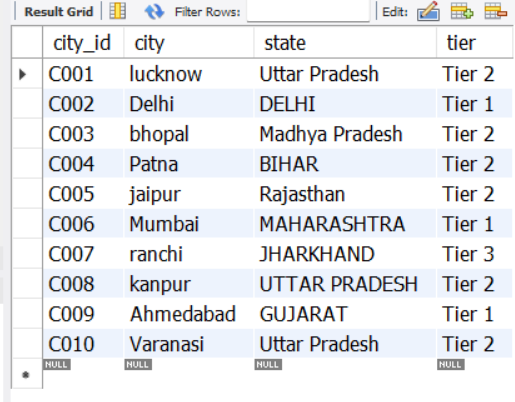 Result Grid Filter Rows: Edit:
city_id city state tier
C001 lucknow Uttar Pradesh Tier 2
C002 Delhi DELHI Tier 1
C003 bhopal Madhya Pradesh Tier 2
C004 Patna BIHAR Tier 2
C005 jaipur Rajasthan Tier 2
C006 Mumbai MAHARASHTRA Tier 1
C007 ranchi JHARKHAND Tier 3
C008 kanpur UTTAR PRADESH Tier 2
C009 Ahmedabad GUJARAT Tier 1
C010 Varanasi Uttar Pradesh Tier 2
NULL NULL NULL NULL